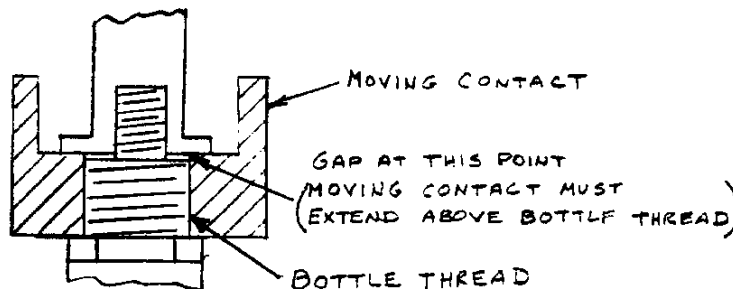 MOVING CONTACT
GAP AT THIS POINT
(MOVING CONTACT MUST
EXTEND ABOVE BOTTLE THREAD)
BOTTLE THREAD